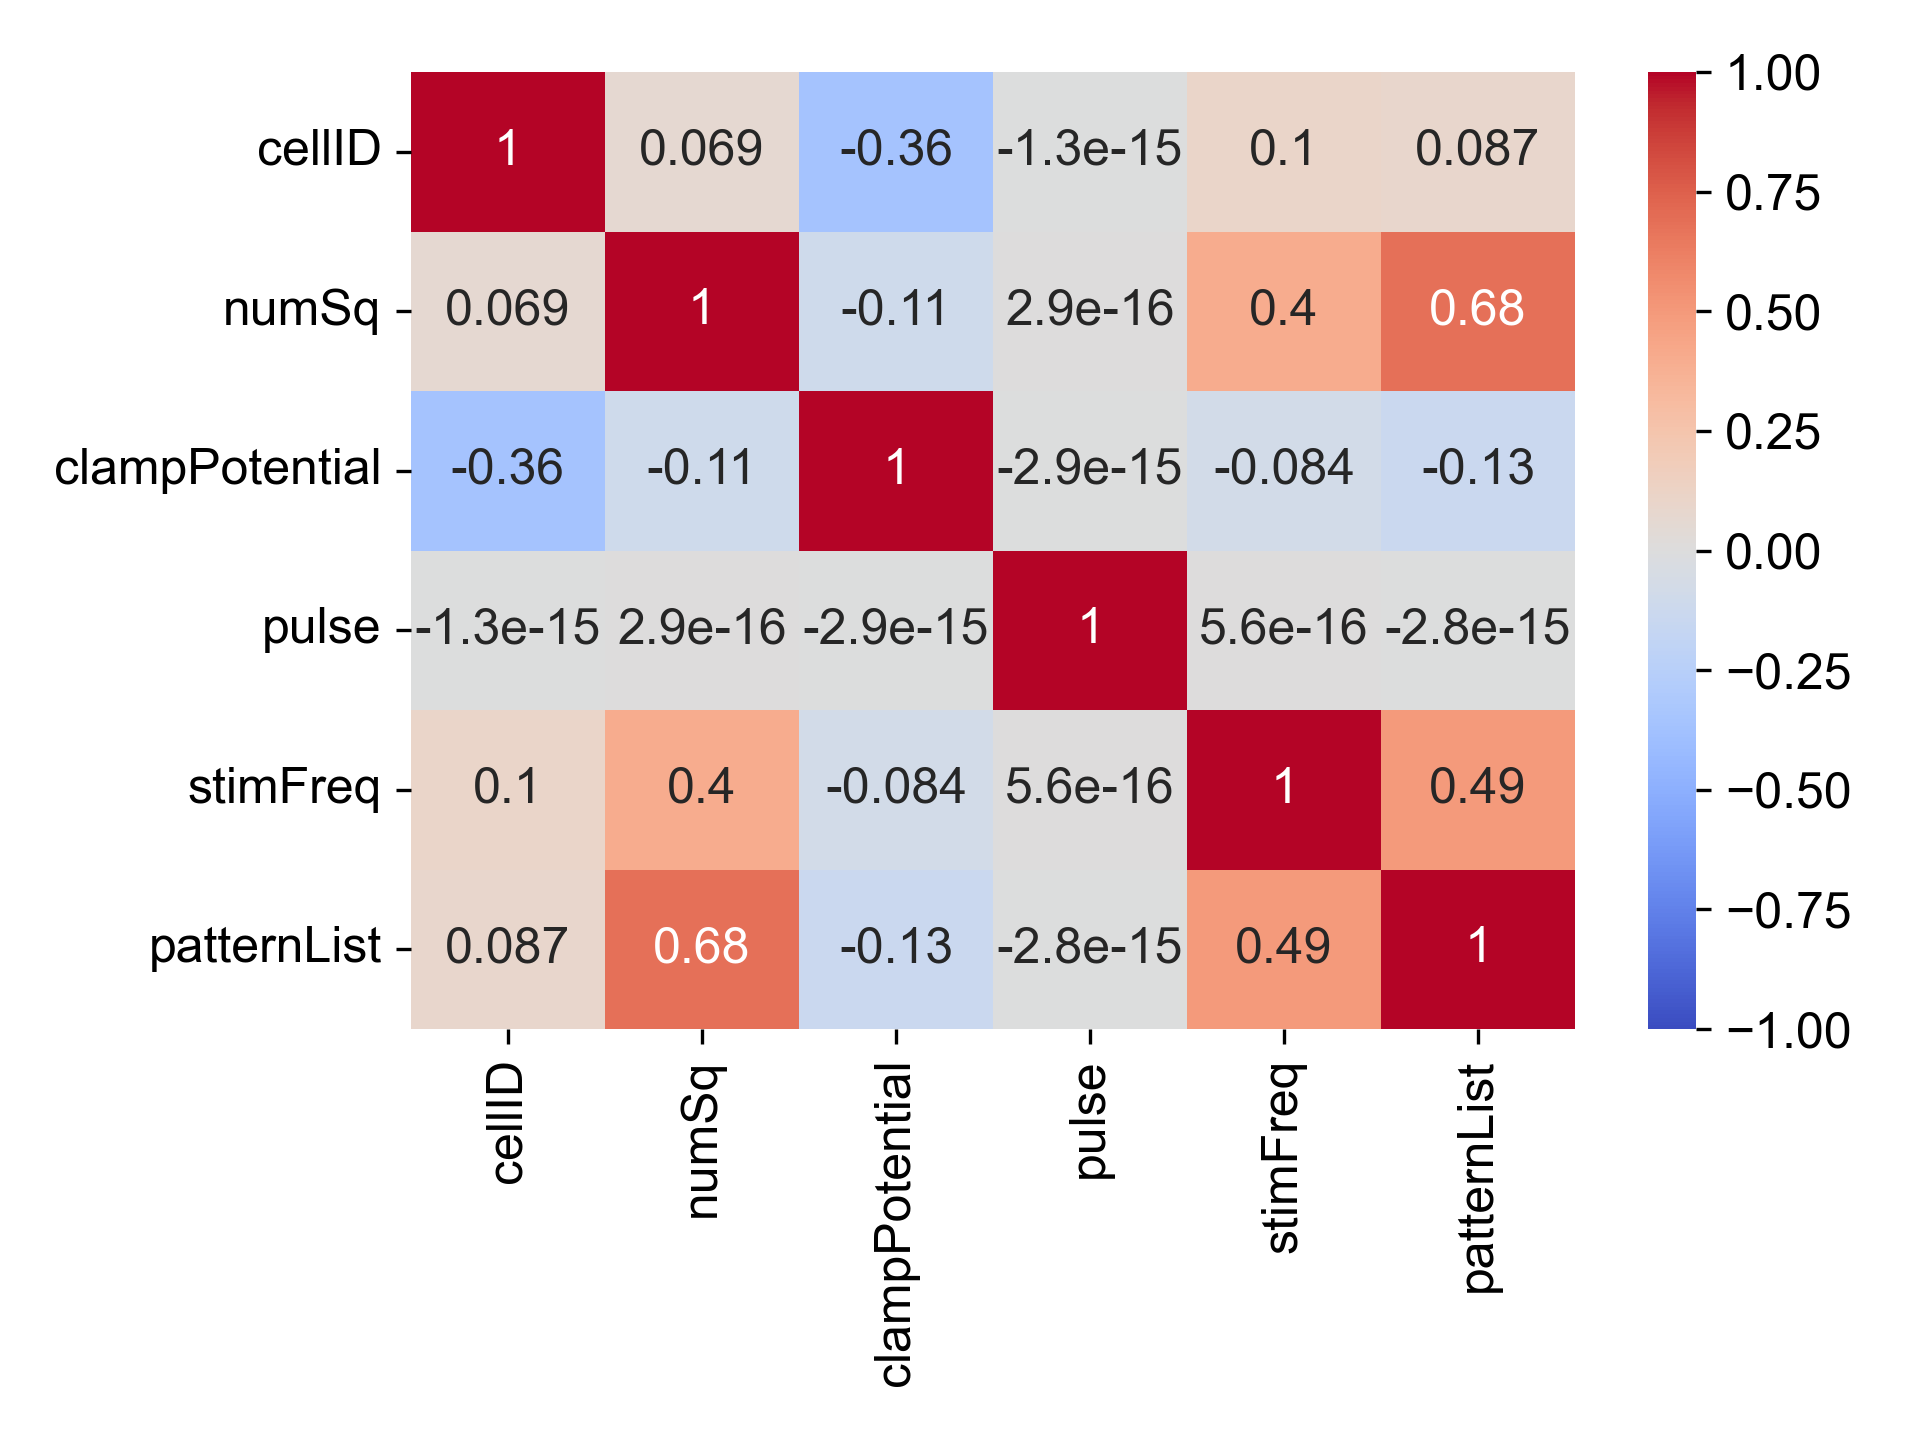 cellID 1 0.069 -0.36 -1.3e-15 0.1 0.087
numSq 0.069 1 -0.11 2.9e-16 0.4 0.68
clampPotential -0.36 -0.11 1 -2.9e-15 -0.084 -0.13
pulse -1.3e-15 2.9e-16 -2.9e-15 1 5.6e-16 -2.8e-15
stimFreq 0.1 0.4 -0.084 5.6e-16 1 0.49
patternList 0.087 0.68 -0.13 -2.8e-15 0.49 1
cellID
numSq
clampPotential
pulse
stimFreq
patternList
1.00
0.75
0.50
0.25
0.00
−0.25
−0.50
−0.75
−1.00